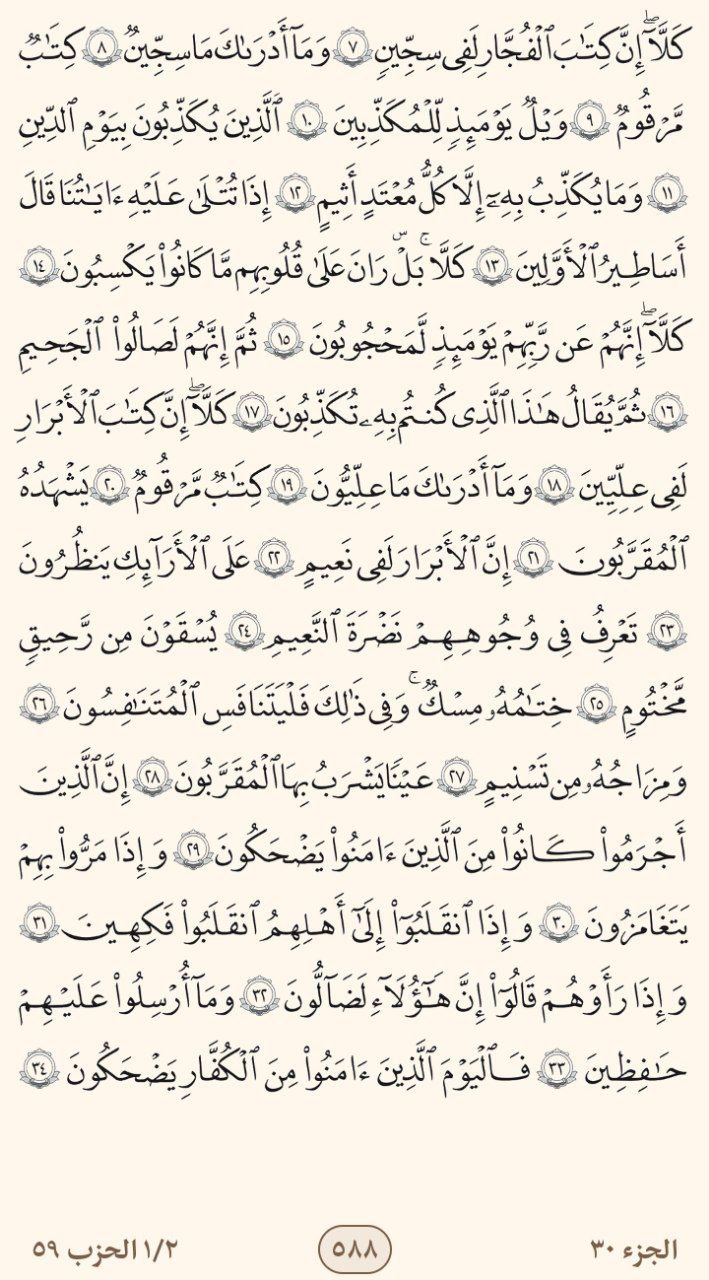 كَلَّآ إِنَّ كِتَٰبَ ٱلْفُجَّارِ لَفِى سِجِّينٍ ٧ وَمَآ أَدْرَىٰكَ مَا سِجِّينٌ ٨ كِتَٰبٌ
مَّرْقُومٌ ٩ وَيْلٌ يَوْمَئِذٍ لِّلْمُكَذِّبِينَ ١٠ ٱلَّذِينَ يُكَذِّبُونَ بِيَوْمِ ٱلدِّينِ
١١ وَمَا يُكَذِّبُ بِهِۦٓ إِلَّا كُلُّ مُعْتَدٍ أَثِيمٍ ١٢ إِذَا تُتْلَىٰ عَلَيْهِ ءَايَٰتُنَا قَالَ
أَسَٰطِيرُ ٱلْأَوَّلِينَ ١٣ كَلَّا ۖ بَلْ ۜ رَانَ عَلَىٰ قُلُوبِهِم مَّا كَانُوا۟ يَكْسِبُونَ ١٤
كَلَّآ إِنَّهُمْ عَن رَّبِّهِمْ يَوْمَئِذٍ لَّمَحْجُوبُونَ ١٥ ثُمَّ إِنَّهُمْ لَصَالُوا۟ ٱلْجَحِيمِ
١٦ ثُمَّ يُقَالُ هَٰذَا ٱلَّذِى كُنتُم بِهِۦ تُكَذِّبُونَ ١٧ كَلَّآ إِنَّ كِتَٰبَ ٱلْأَبْرَارِ
لَفِى عِلِّيِّينَ ١٨ وَمَآ أَدْرَىٰكَ مَا عِلِّيُّونَ ١٩ كِتَٰبٌ مَّرْقُومٌ ٢٠ يَشْهَدُهُ
ٱلْمُقَرَّبُونَ ٢١ إِنَّ ٱلْأَبْرَارَ لَفِى نَعِيمٍ ٢٢ عَلَى ٱلْأَرَآئِكِ يَنظُرُونَ
٢٣ تَعْرِفُ فِى وُجُوهِهِمْ نَضْرَةَ ٱلنَّعِيمِ ٢٤ يُسْقَوْنَ مِن رَّحِيقٍ
مَّخْتُومٍ ٢٥ خِتَٰمُهُۥ مِسْكٌ ۚ وَفِى ذَٰلِكَ فَلْيَتَنَافَسِ ٱلْمُتَنَٰفِسُونَ ٢٦
وَمِزَاجُهُۥ مِن تَسْنِيمٍ ٢٧ عَيْنًا يَشْرَبُ بِهَا ٱلْمُقَرَّبُونَ ٢٨ إِنَّ ٱلَّذِينَ
أَجْرَمُوا۟ كَانُوا۟ مِنَ ٱلَّذِينَ ءَامَنُوا۟ يَضْحَكُونَ ٢٩ وَإِذَا مَرُّوا۟ بِهِمْ
يَتَغَامَزُونَ ٣٠ وَإِذَا ٱنقَلَبُوٓا۟ إِلَىٰٓ أَهْلِهِمُ ٱنقَلَبُوا۟ فَكِهِينَ ٣١
وَإِذَا رَأَوْهُمْ قَالُوٓا۟ إِنَّ هَٰٓؤُلَآءِ لَضَآلُّونَ ٣٢ وَمَآ أُرْسِلُوا۟ عَلَيْهِمْ
حَٰفِظِينَ ٣٣ فَٱلْيَوْمَ ٱلَّذِينَ ءَامَنُوا۟ مِنَ ٱلْكُفَّارِ يَضْحَكُونَ ٣٤
الجزء ٣٠ ٥٨٨ ١/٢ الحزب ٥٩